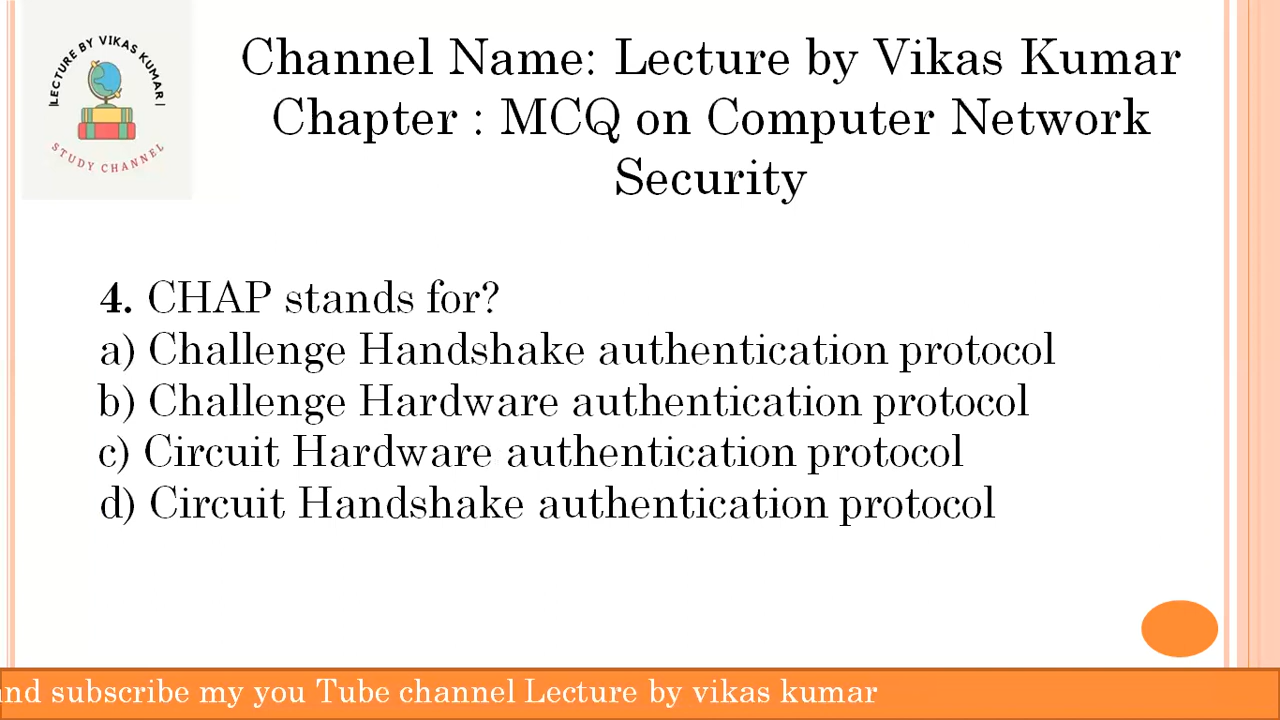 LECTURE BY VIKAS KUMAR
STUDY CHANNEL
Channel Name: Lecture by Vikas Kumar
Chapter : MCQ on Computer Network
Security
4. CHAP stands for?
a) Challenge Handshake authentication protocol
b) Challenge Hardware authentication protocol
c) Circuit Hardware authentication protocol
d) Circuit Handshake authentication protocol
and subscribe my you Tube channel Lecture by vikas kumar